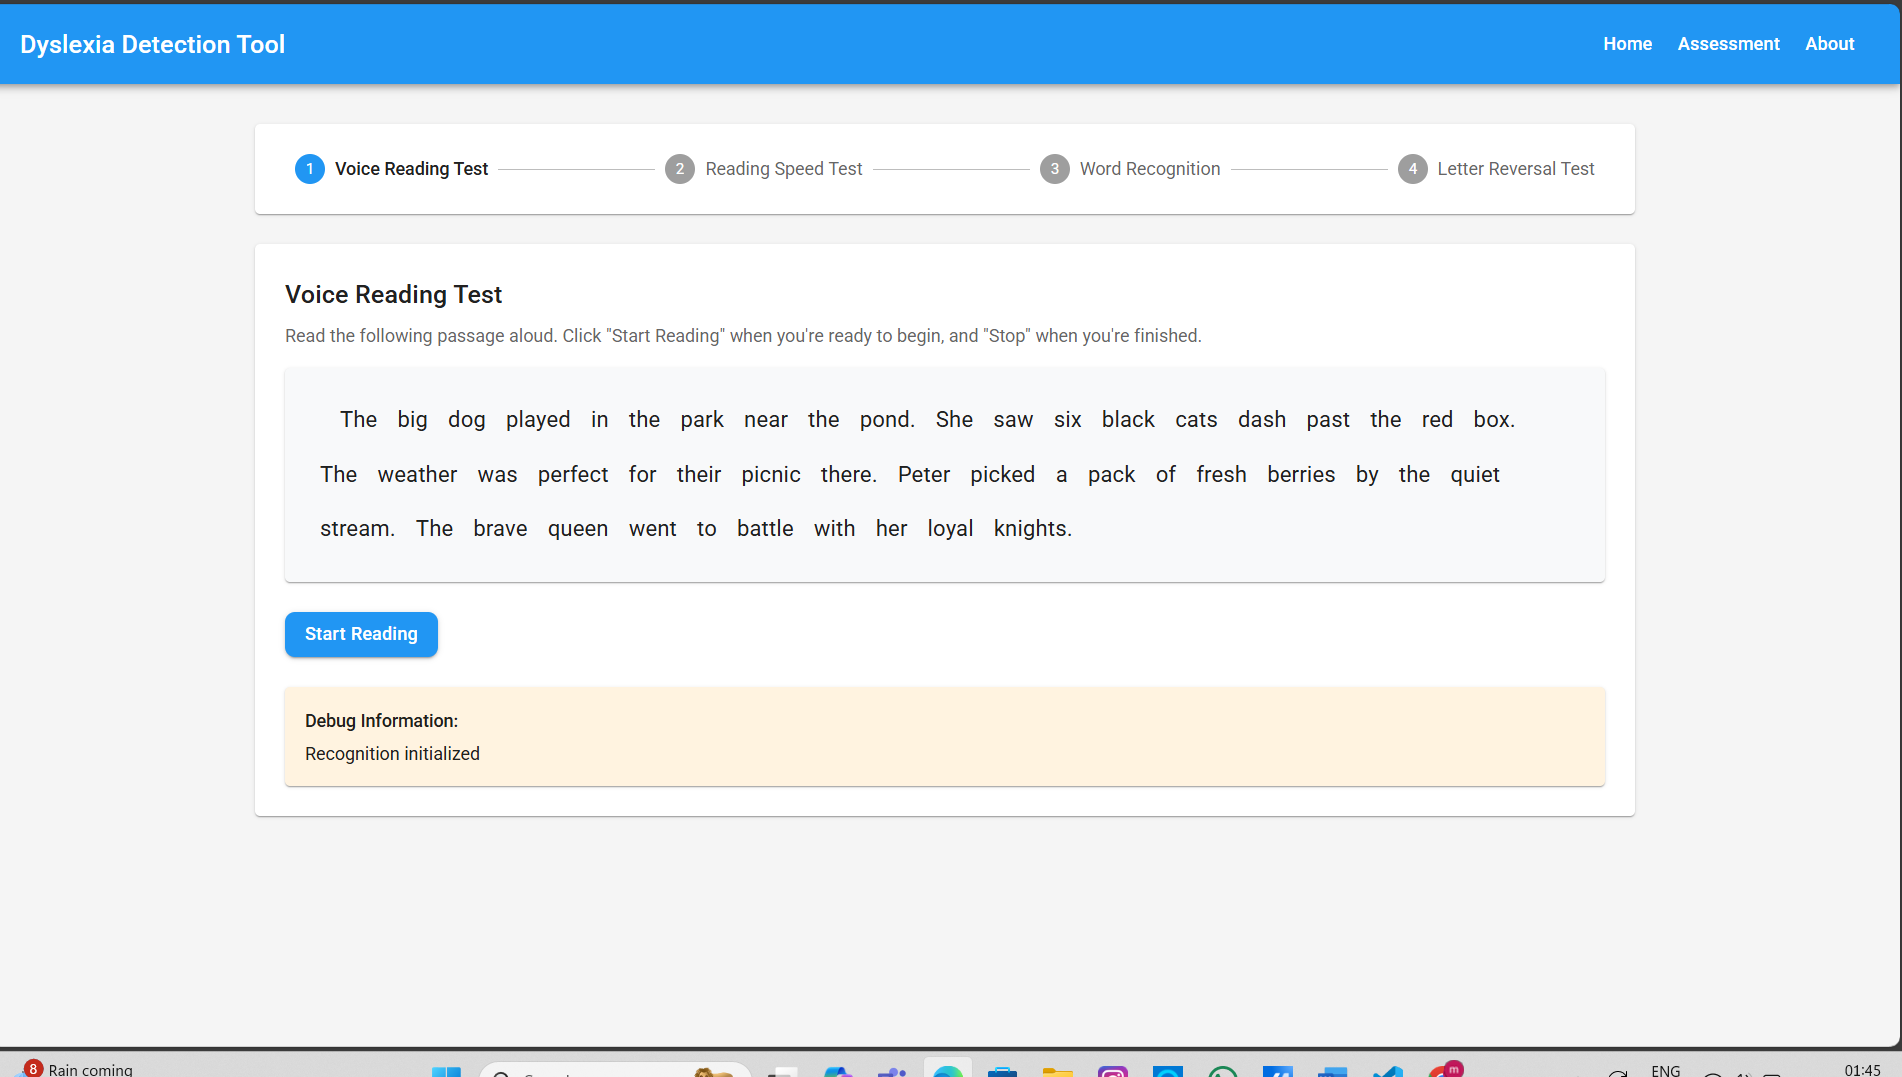 Dyslexia Detection Tool
Home Assessment About
1 Voice Reading Test 2 Reading Speed Test 3 Word Recognition 4 Letter Reversal Test
Voice Reading Test
Read the following passage aloud. Click "Start Reading" when you're ready to begin, and "Stop" when you're finished.
The big dog played in the park near the pond. She saw six black cats dash past the red box.
The weather was perfect for their picnic there. Peter picked a pack of fresh berries by the quiet
stream. The brave queen went to battle with her loyal knights.
Start Reading
Debug Information:
Recognition initialized
8 Rain coming
m
ENG
01:45